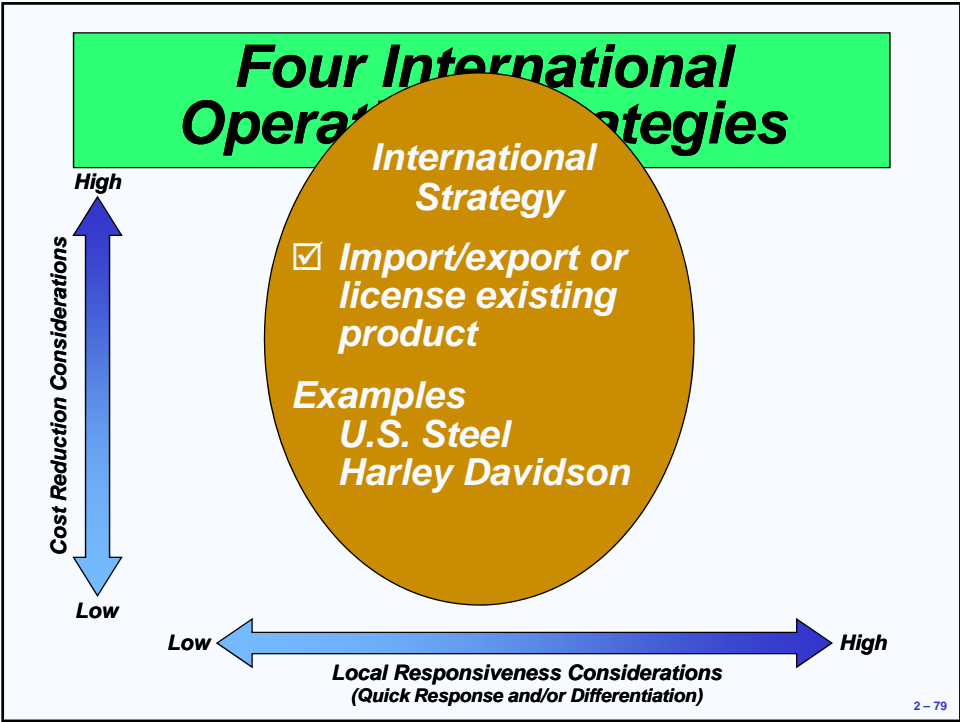 Four International
Opera ategies
International
Strategy
☑ Import/export or
license existing
product
Examples
U.S. Steel
Harley Davidson
High
Cost Reduction Considerations
Low
Low
High
Local Responsiveness Considerations
(Quick Response and/or Differentiation)
2 – 79